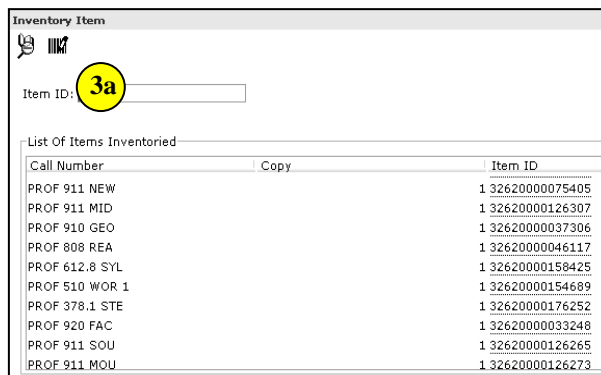 Inventory Item
3a
Item ID:
List Of Items Inventoried
Call Number Copy Item ID
PROF 911 NEW 1 32620000075405
PROF 911 MID 1 32620000126307
PROF 910 GEO 1 32620000037306
PROF 808 REA 1 32620000046117
PROF 612.8 SYL 1 32620000158425
PROF 510 WOR 1 1 32620000154689
PROF 378.1 STE 1 32620000176252
PROF 920 FAC 1 32620000033248
PROF 911 SOU 1 32620000126265
PROF 911 MOU 1 32620000126273